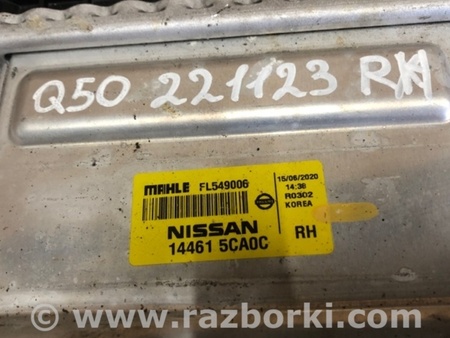 Q50 221123 RH
MAHLE FL549006
15/06/2020
14:36
R0302
KOREA
NISSAN
14461 5CA0C RH
© www.razborki.com